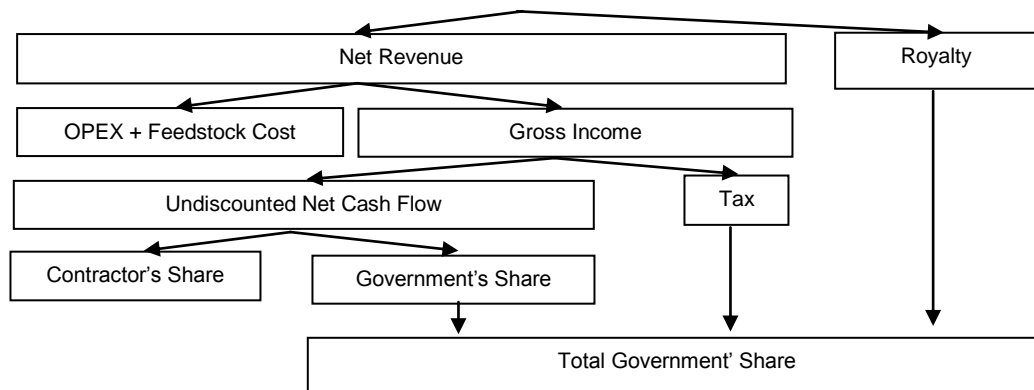 Net Revenue
Royalty
OPEX + Feedstock Cost
Gross Income
Undiscounted Net Cash Flow
Tax
Contractor’s Share
Government’s Share
Total Government’ Share